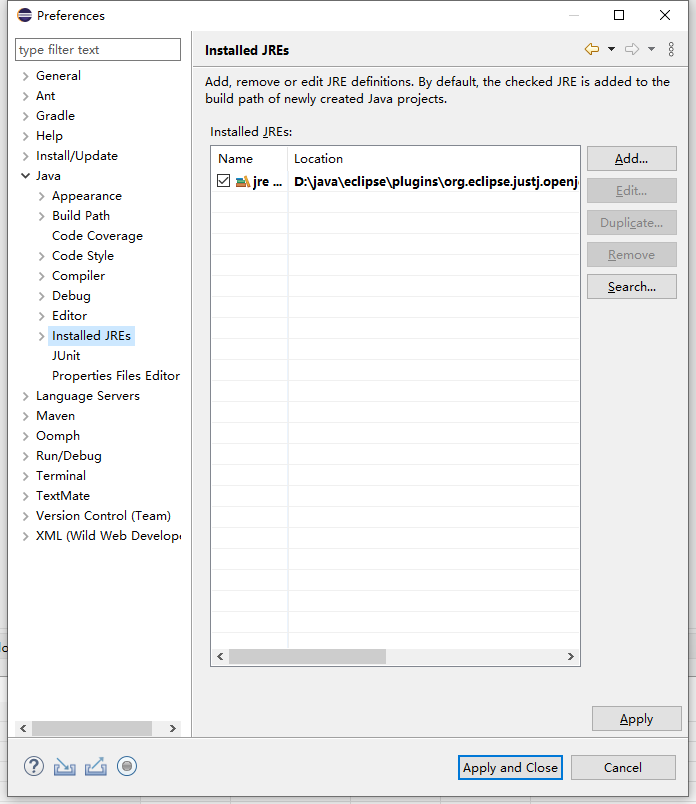 Preferences
type filter text
General
Ant
Gradle
Help
Install/Update
Java
Appearance
Build Path
Code Coverage
Code Style
Compiler
Debug
Editor
Installed JREs
JUnit
Properties Files Editor
Language Servers
Maven
Oomph
Run/Debug
Terminal
TextMate
Version Control (Team)
XML (Wild Web Develope
Installed JREs
Add, remove or edit JRE definitions. By default, the checked JRE is added to the
build path of newly created Java projects.
Installed JREs:
Name Location
jre ... D:\java\eclipse\plugins\org.eclipse.justj.openj
Add...
Edit...
Duplicate...
Remove
Search...
Apply
Apply and Close Cancel